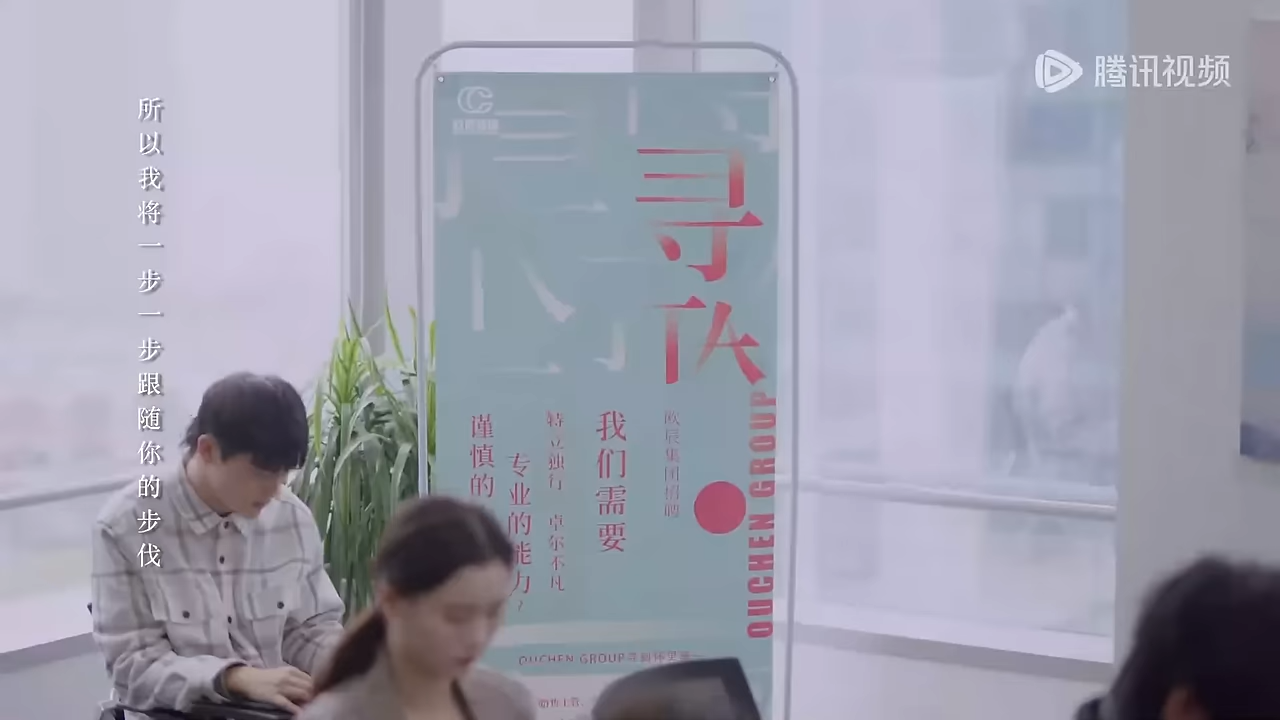 腾讯视频
所以我将一步一步跟随你的步伐
寻TA
OUCHEN GROUP
欧辰集团招聘
我们需要
特立独行 卓尔不凡
专业的能力？
谨慎的
OUCHEN GROUP